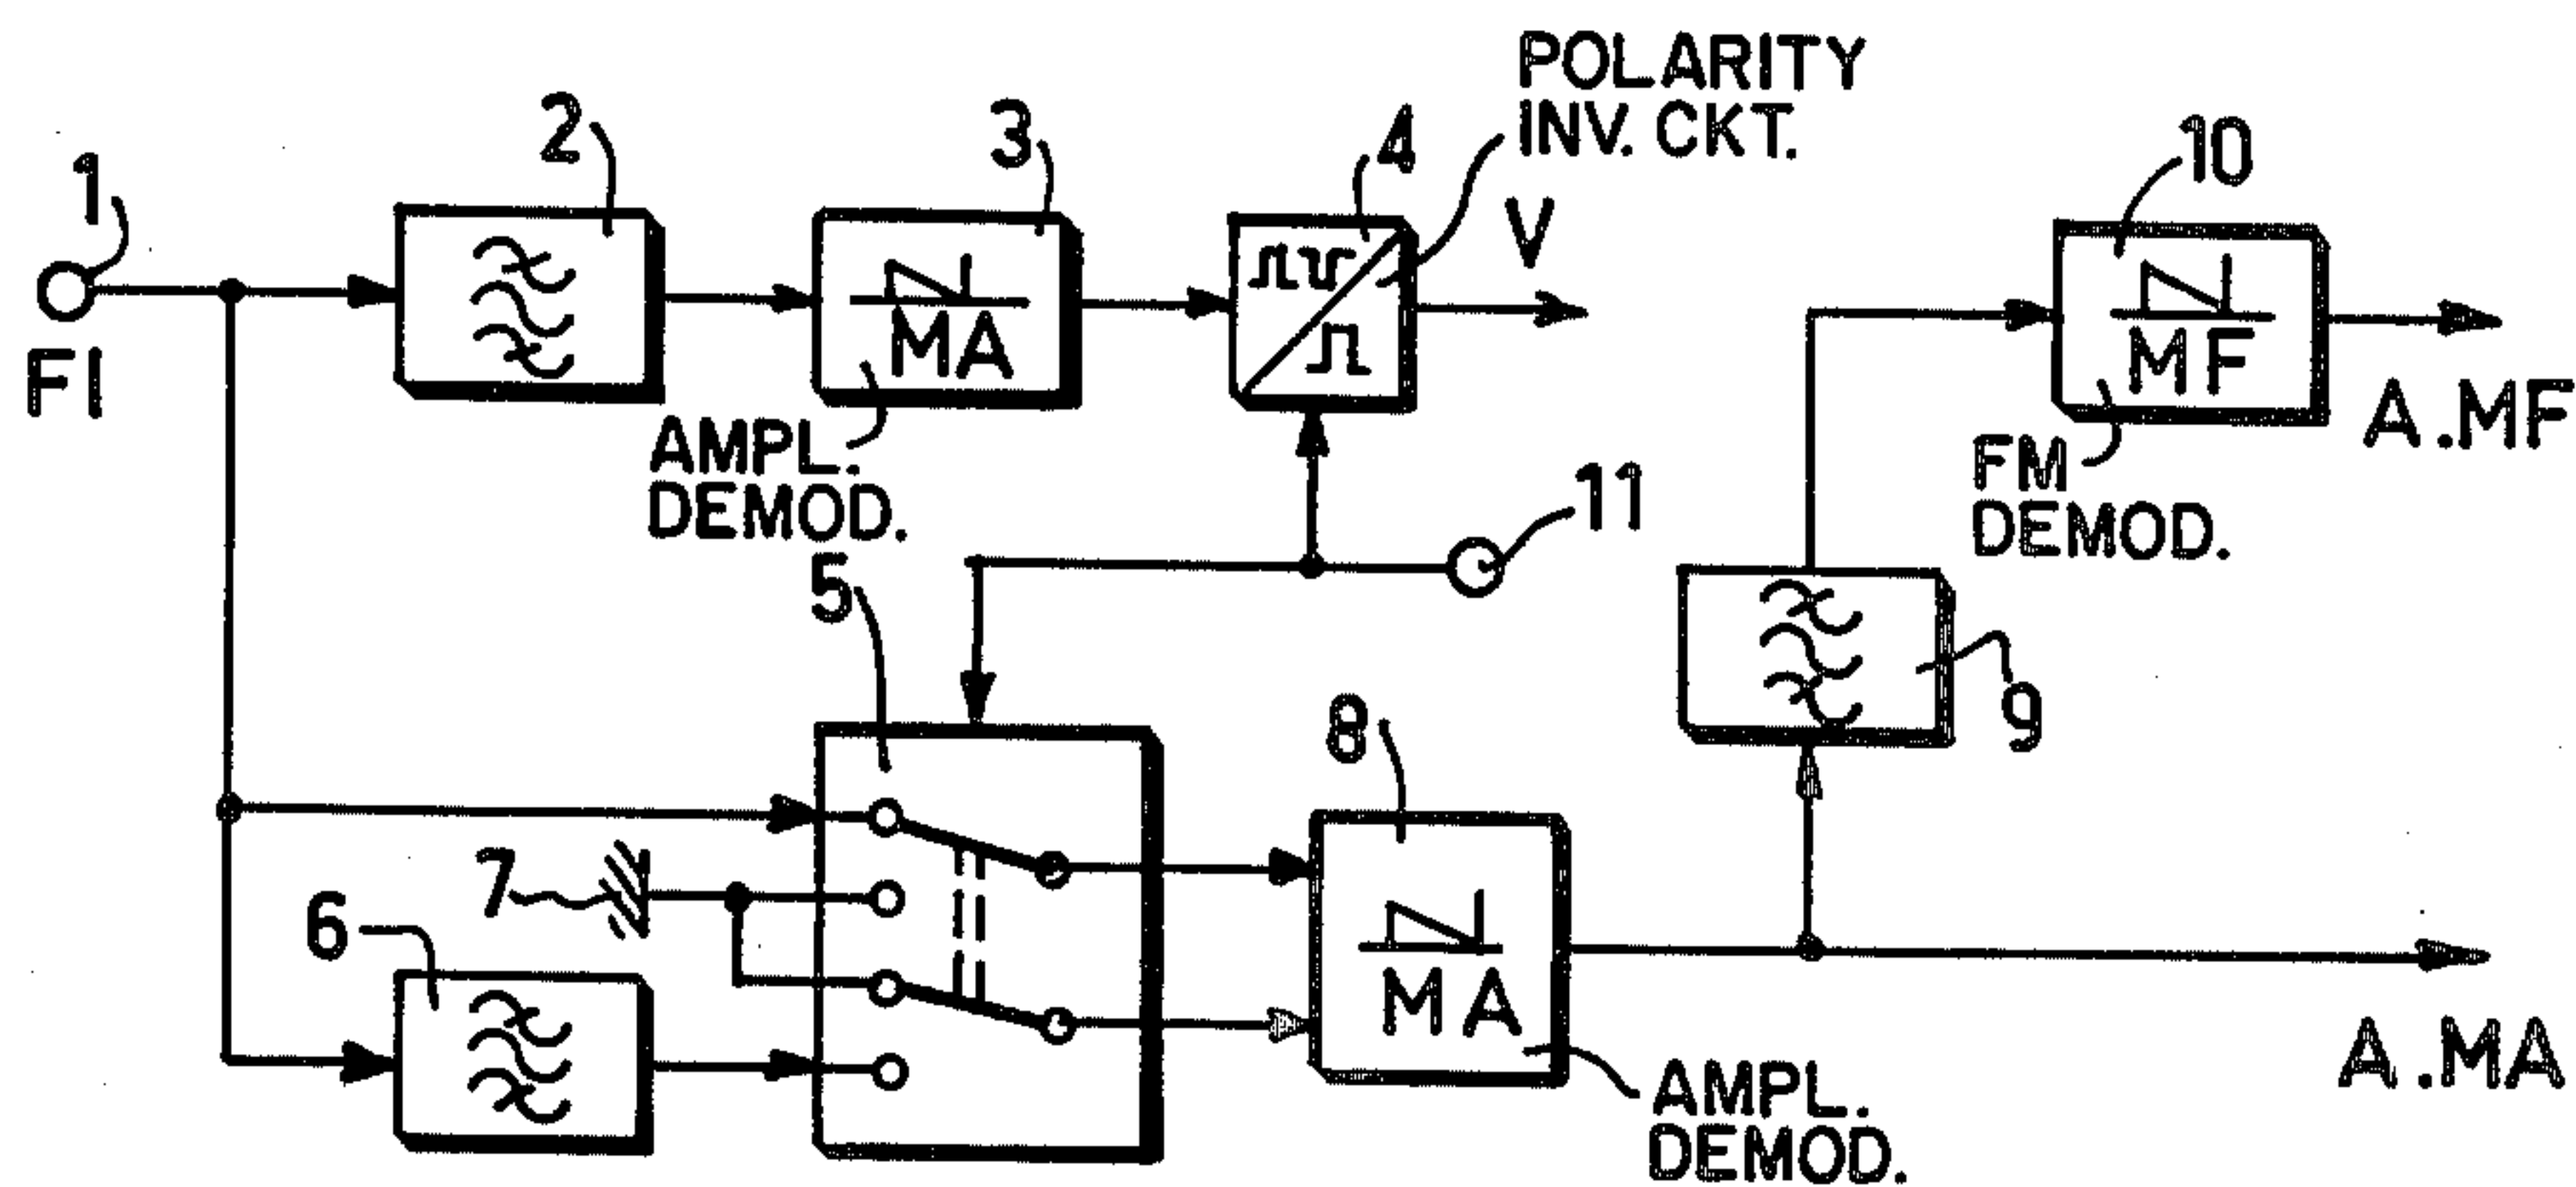 POLARITY
INV. CKT.
1
2
3
4
V
10
FI
MA
AMPL.
DEMOD.
MF
A.MF
FM
DEMOD.
11
5
9
8
7
6
MA
A.MA
AMPL.
DEMOD.